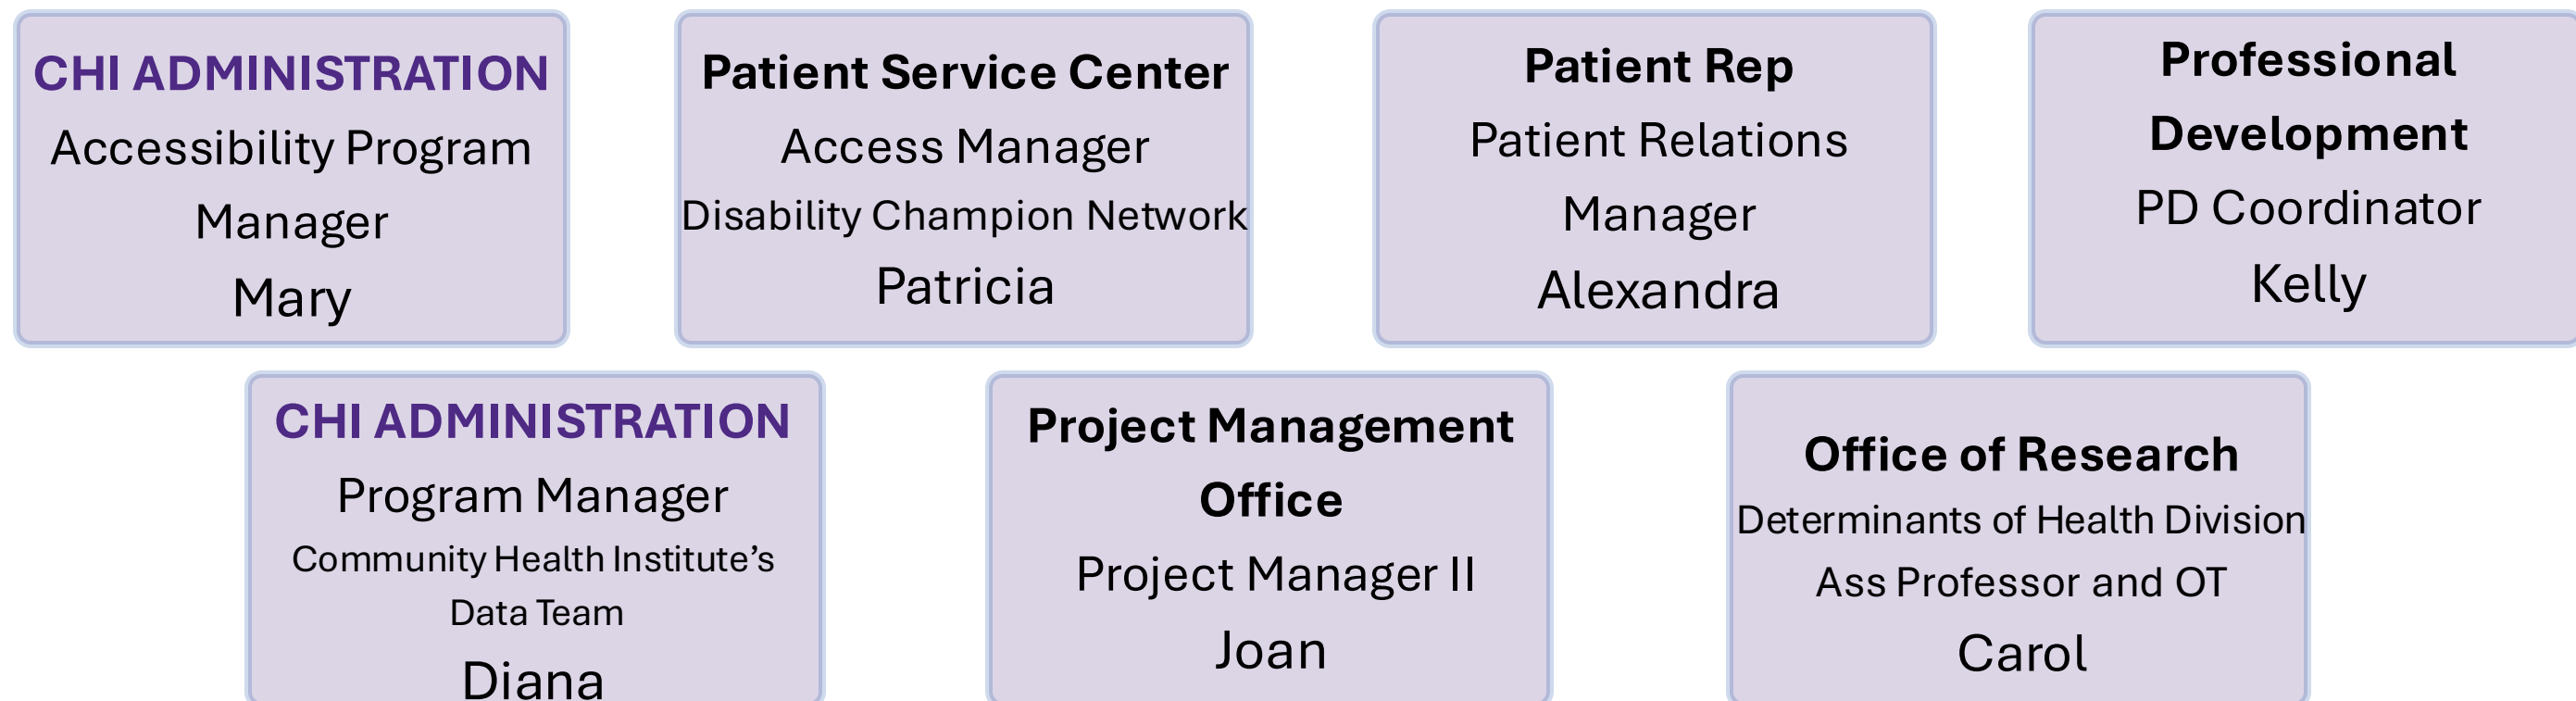 CHI ADMINISTRATION
Accessibility Program
Manager
Mary
Patient Service Center
Access Manager
Disability Champion Network
Patricia
Patient Rep
Patient Relations
Manager
Alexandra
Professional
Development
PD Coordinator
Kelly
CHI ADMINISTRATION
Program Manager
Community Health Institute’s
Data Team
Diana
Project Management
Office
Project Manager II
Joan
Office of Research
Determinants of Health Division
Ass Professor and OT
Carol